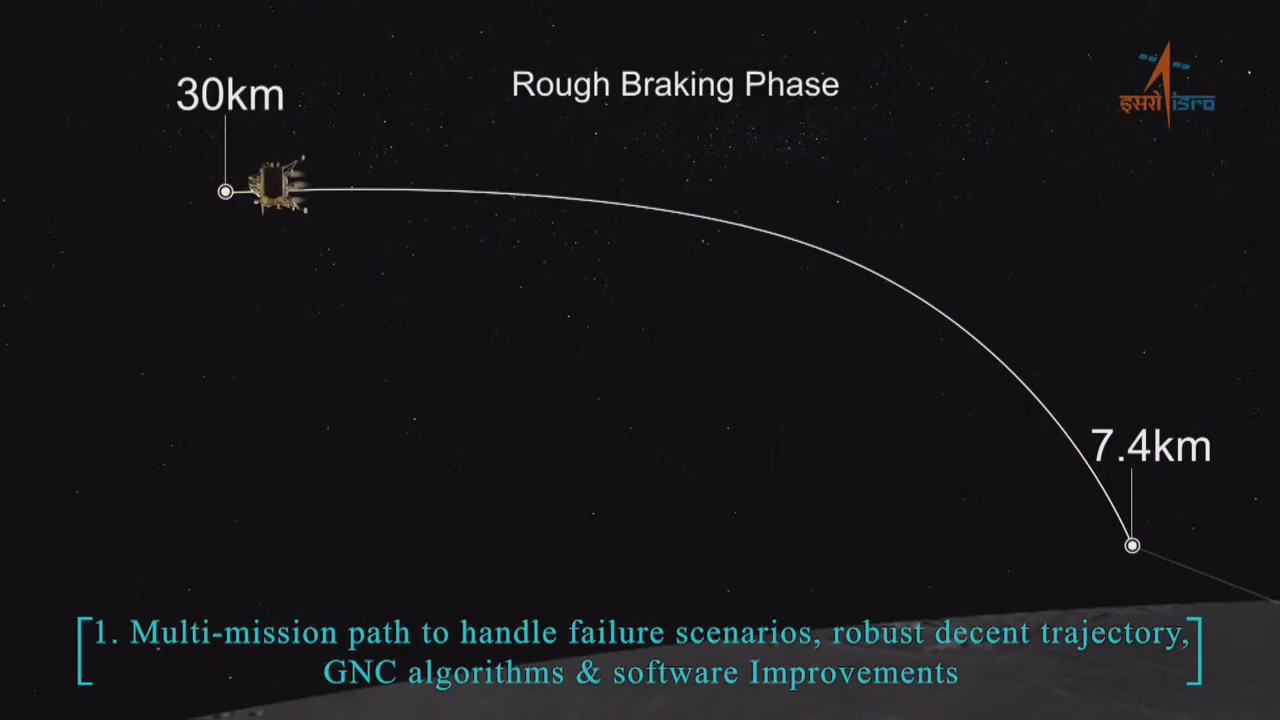 30km
Rough Braking Phase
इसरो isro
7.4km
1. Multi-mission path to handle failure scenarios, robust decent trajectory,
GNC algorithms & software Improvements